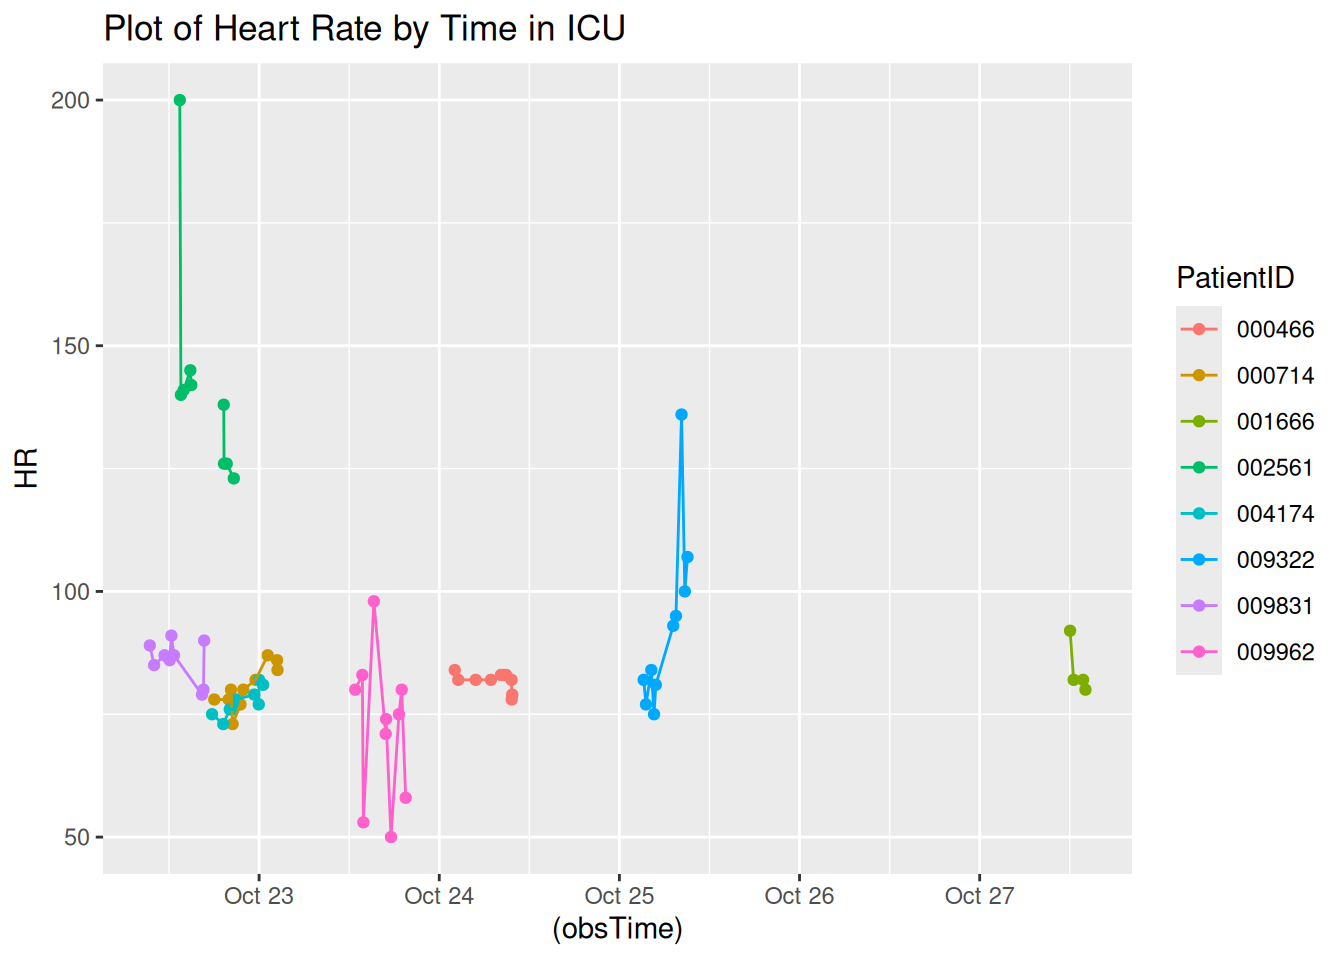 Plot of Heart Rate by Time in ICU
200
150
100
50
HR
Oct 23
Oct 24
Oct 25
Oct 26
Oct 27
(obsTime)
PatientID
000466
000714
001666
002561
004174
009322
009831
009962